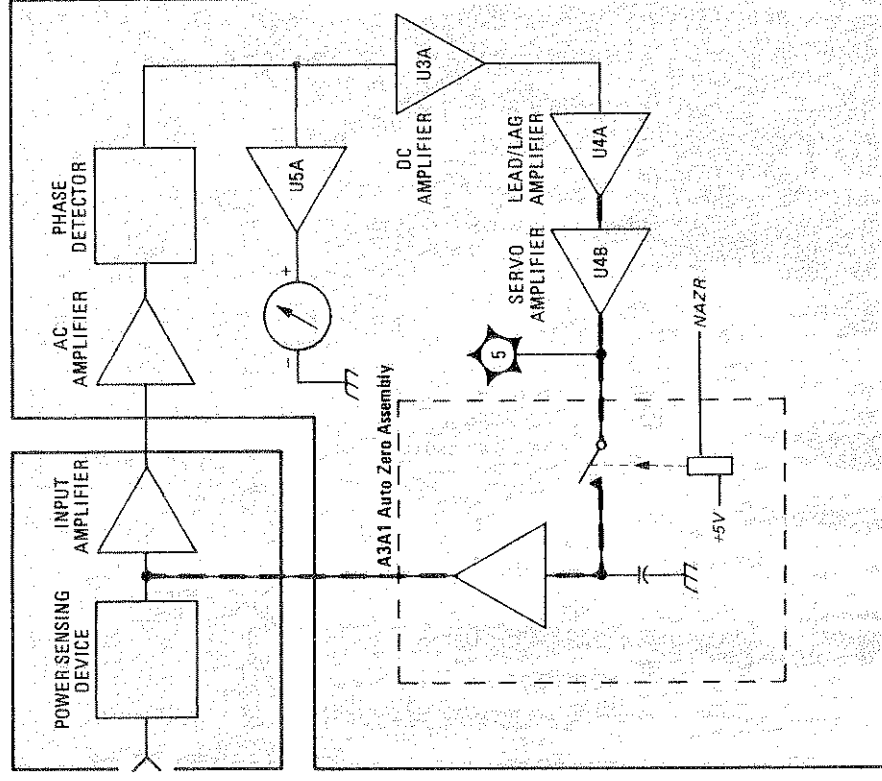 POWER SENSING
DEVICE
INPUT
AMPLIFIER
AC
AMPLIFIER
PHASE
DETECTOR
U5A
+
-
U3A
DC
AMPLIFIER
LEAD/LAG
AMPLIFIER
U4A
SERVO
AMPLIFIER
U4B
5
A3A1 Auto Zero Assembly
NAZR
+5V